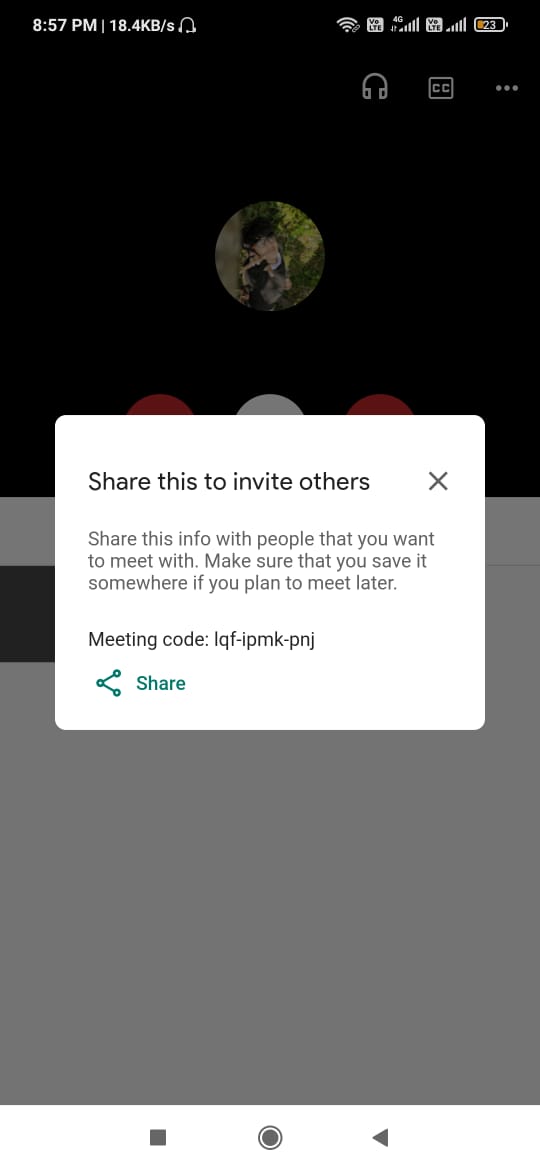 8:57 PM | 18.4KB/s Vo LTE 4G Vo LTE 23
CC
Share this to invite others
Share this info with people that you want
to meet with. Make sure that you save it
somewhere if you plan to meet later.
Meeting code: lqf-ipmk-pnj
Share